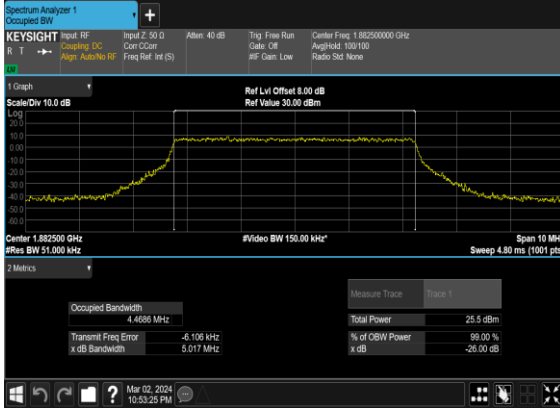 Spectrum Analyzer 1
Occupied BW
+
KEYSIGHT Input: RF Input Z: 50 Ω Atten: 40 dB Trig: Free Run Center Freq: 1.882500000 GHz
R T Coupling: DC Corr CCorr Gate: Off Avg|Hold: 100/100
Align: Auto/No RF Freq Ref: Int (S) #IF Gain: Low Radio Std: None
1 Graph
Scale/Div 10.0 dB
Ref Lvl Offset 8.00 dB
Ref Value 30.00 dBm
Log
20.0
10.0
0.00
-10.0
-20.0
-30.0
-40.0
-50.0
-60.0
Center 1.882500 GHz #Video BW 150.00 kHz* Span 10 MH
#Res BW 51.000 kHz Sweep 4.80 ms (1001 pts
2 Metrics
Measure Trace Trace 1
Occupied Bandwidth
4.4686 MHz
Total Power 25.5 dBm
Transmit Freq Error -6.106 kHz % of OBW Power 99.00 %
x dB Bandwidth 5.017 MHz x dB -26.00 dB
?
Mar 02, 2024
10:53:25 PM